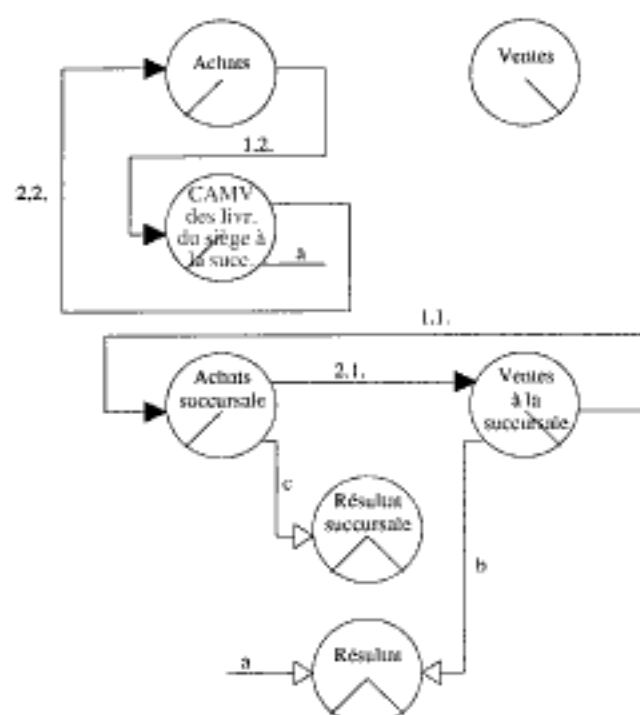 Achats
Ventes
1.2.
2.2.
CAMV
des livr.
du siège à
la succ.
a
1.1.
Achats
succursale
2.1.
Ventes
à la
succursale
c
Résultat
succursale
b
a
Résultat